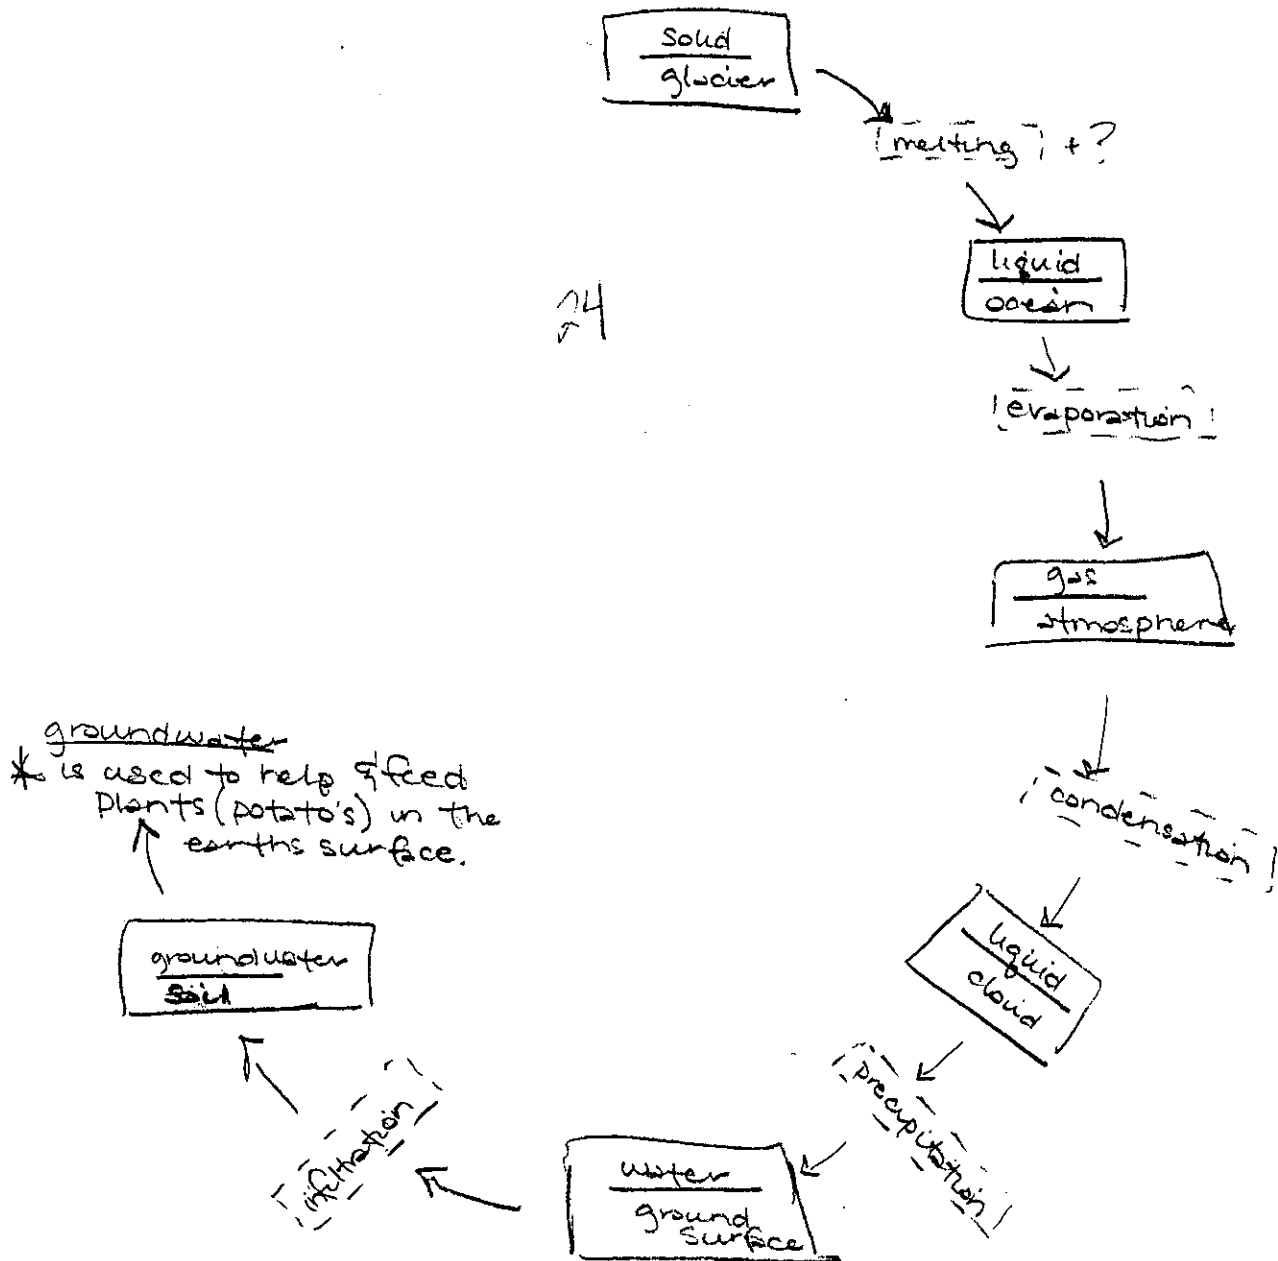 solid
glacier
melting + ?
liquid
ocean
24
evaporation
gas
atmosphere
condensation
liquid
cloud
precipitation
water
ground
surface
infiltration
groundwater
soil
groundwater
* is used to help & feed
plants (potato's) in the
earths surface.